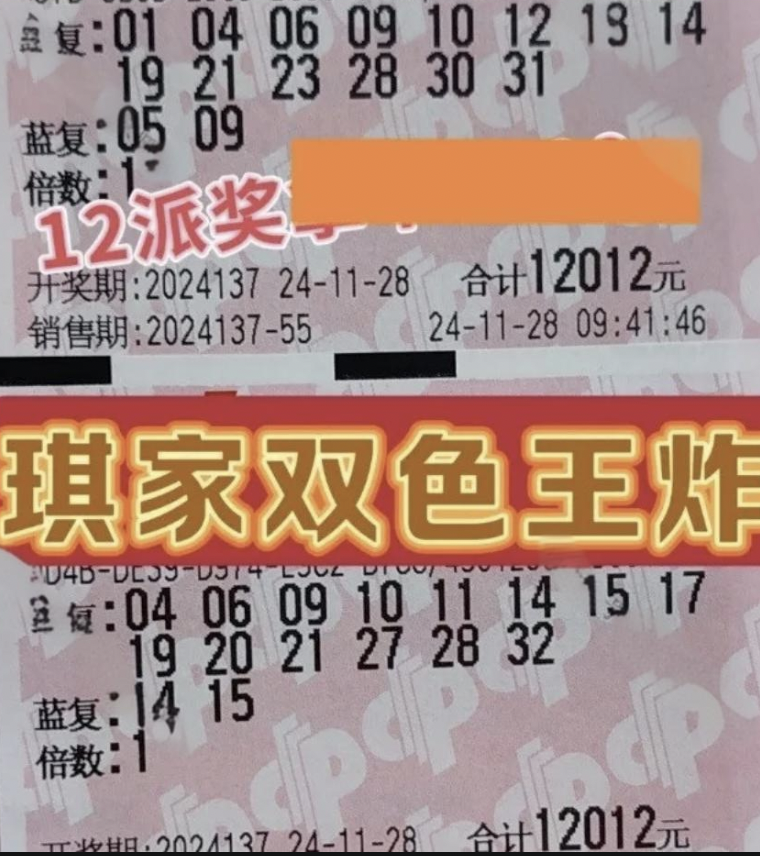 复:01 04 06 09 10 12 13 14
19 21 23 28 30 31
蓝复:05 09
倍数:1
12派奖
开奖期:2024137 24-11-28 合计12012元
销售期:2024137-55 24-11-28 09:41:46
琪家双色王炸
复:04 06 09 10 11 14 15 17
19 20 21 27 28 32
蓝复:14 15
倍数:1
开奖期:2024137 24-11-28 合计12012元